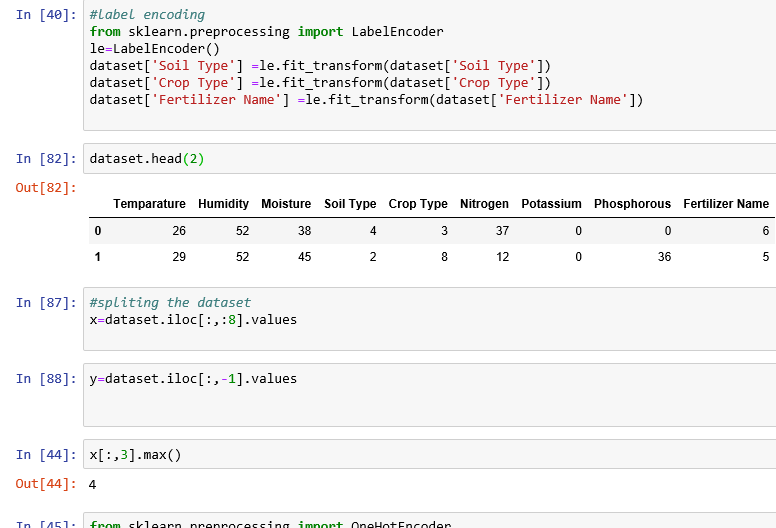 In [40]: #label encoding
from sklearn.preprocessing import LabelEncoder
le=LabelEncoder()
dataset['Soil Type'] =le.fit_transform(dataset['Soil Type'])
dataset['Crop Type'] =le.fit_transform(dataset['Crop Type'])
dataset['Fertilizer Name'] =le.fit_transform(dataset['Fertilizer Name'])
In [82]: dataset.head(2)
Out[82]:
Temparature Humidity Moisture Soil Type Crop Type Nitrogen Potassium Phosphorous Fertilizer Name
0 26 52 38 4 3 37 0 0 6
1 29 52 45 2 8 12 0 36 5
In [87]: #spliting the dataset
x=dataset.iloc[:,:8].values
In [88]: y=dataset.iloc[:,-1].values
In [44]: x[:,3].max()
Out[44]: 4
In [45]: from sklearn.preprocessing import OneHotEncoder